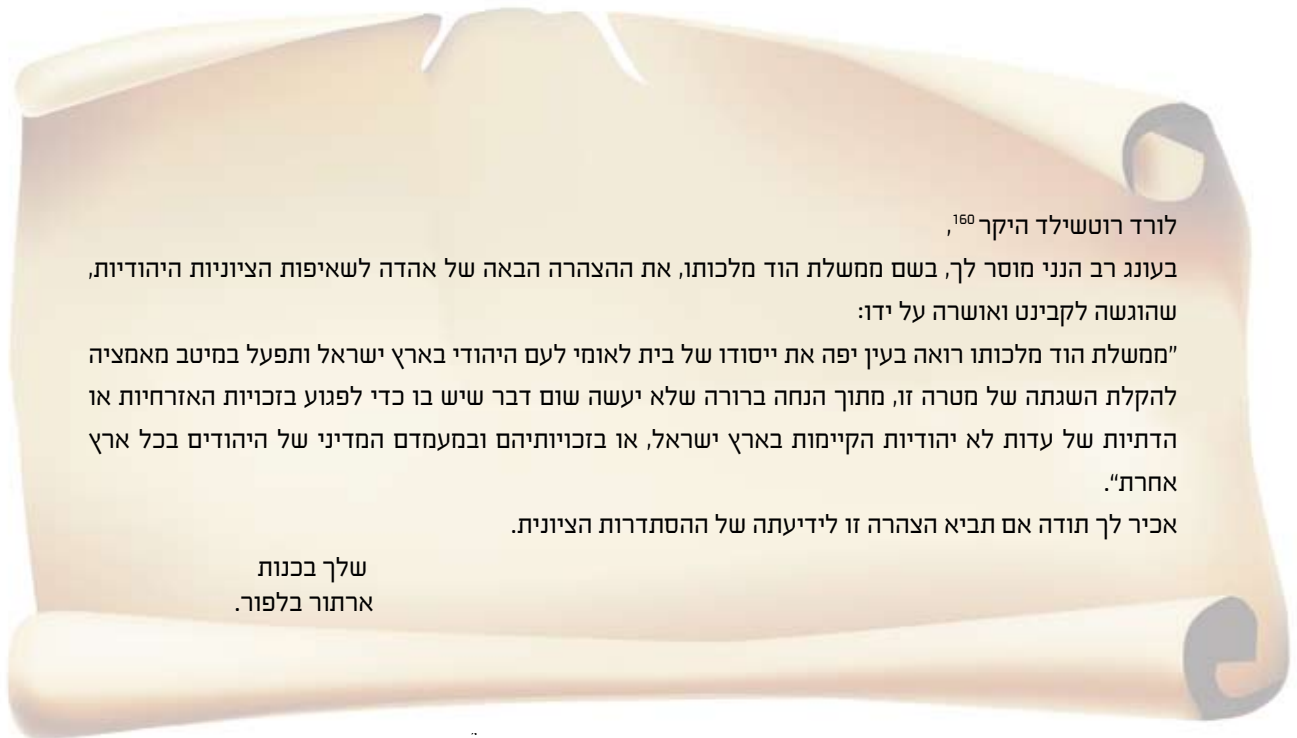 לורד רוטשילד היקר 160,
בעונג רב הנני מוסר לך, בשם ממשלת הוד מלכותו, את ההצהרה הבאה של אהדה לשאיפות הציוניות היהודיות,
שהוגשה לקבינט ואושרה על ידו:
"ממשלת הוד מלכותו רואה בעין יפה את ייסודו של בית לאומי לעם היהודי בארץ ישראל ותפעל במיטב מאמציה
להקלת השגתה של מטרה זו, מתוך הנחה ברורה שלא יעשה שום דבר שיש בו כדי לפגוע בזכויות האזרחיות או
הדתיות של עדות לא יהודיות הקיימות בארץ ישראל, או בזכויותיהם ובמעמדם המדיני של היהודים בכל ארץ
אחרת".
אכיר לך תודה אם תביא הצהרה זו לידיעתה של ההסתדרות הציונית.
שלך בכנות
ארתור בלפור.